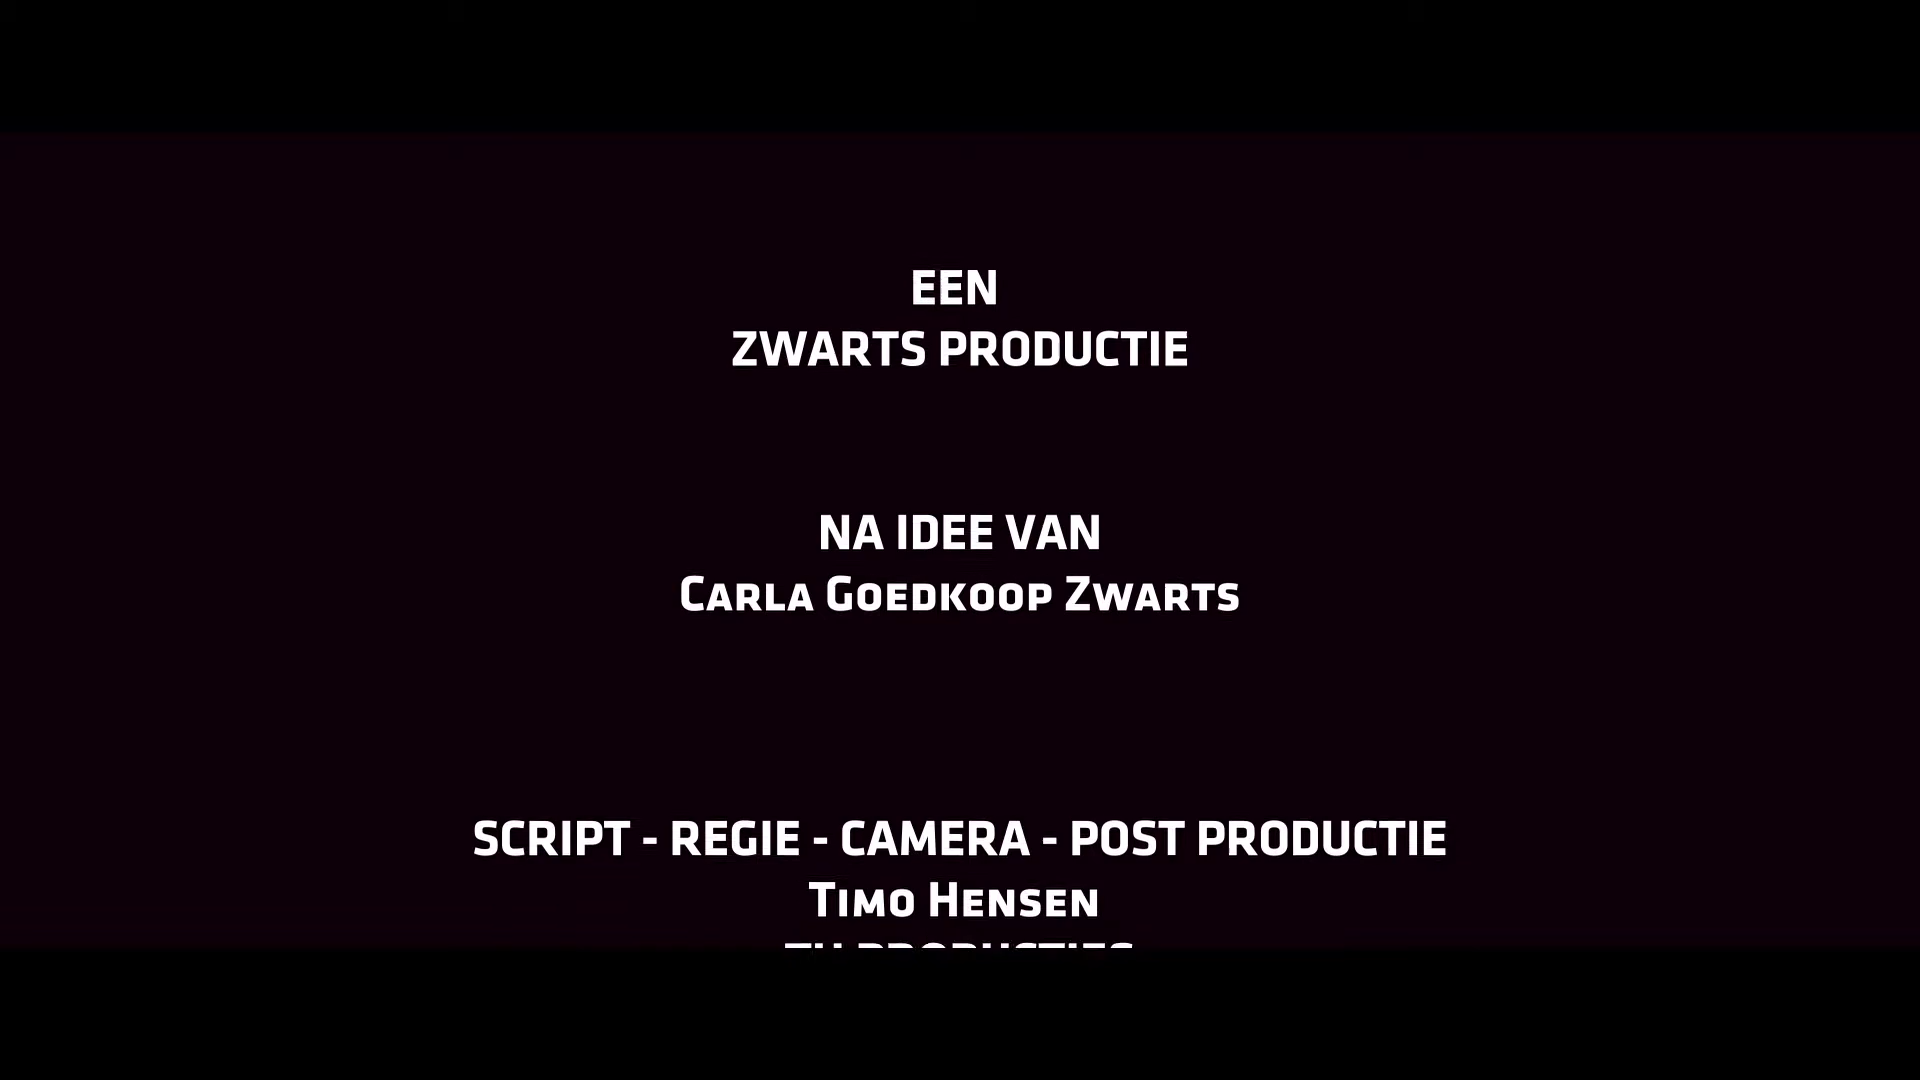 EEN
ZWARTS PRODUCTIE
NA IDEE VAN
Carla Goedkoop Zwarts
SCRIPT - REGIE - CAMERA - POST PRODUCTIE
Timo Hensen